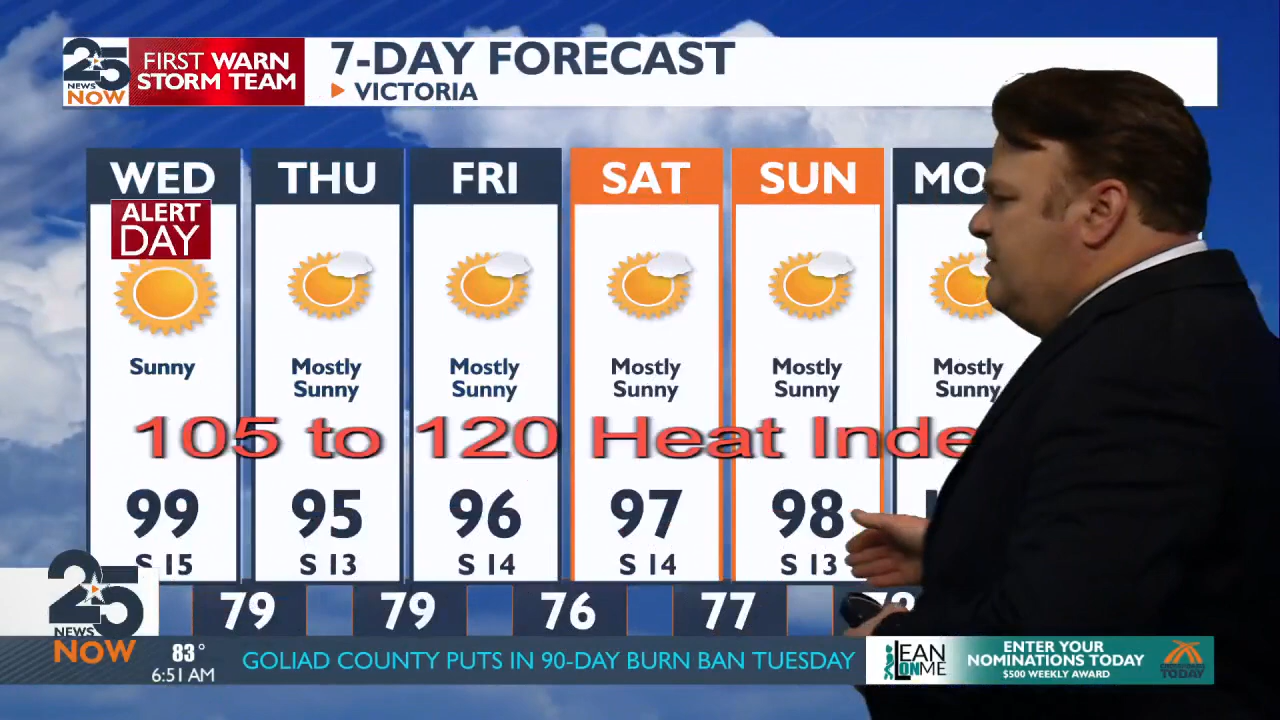 25
NEWS
NOW
FIRST WARN
STORM TEAM
7-DAY FORECAST
VICTORIA
WED
THU
FRI
SAT
SUN
ALERT
DAY
Sunny
Mostly
Sunny
Mostly
Sunny
Mostly
Sunny
Mostly
Sunny
Mostly
Sunny
105 to 120 Heat Inde
99
95
96
97
98
S 15
S 13
S 14
S 14
S 13
79
79
76
77
25
NEWS
NOW
83°
6:51 AM
GOLIAD COUNTY PUTS IN 90-DAY BURN BAN TUESDAY
LEAN
ON ME
ENTER YOUR
NOMINATIONS TODAY
$500 WEEKLY AWARD
TODAY